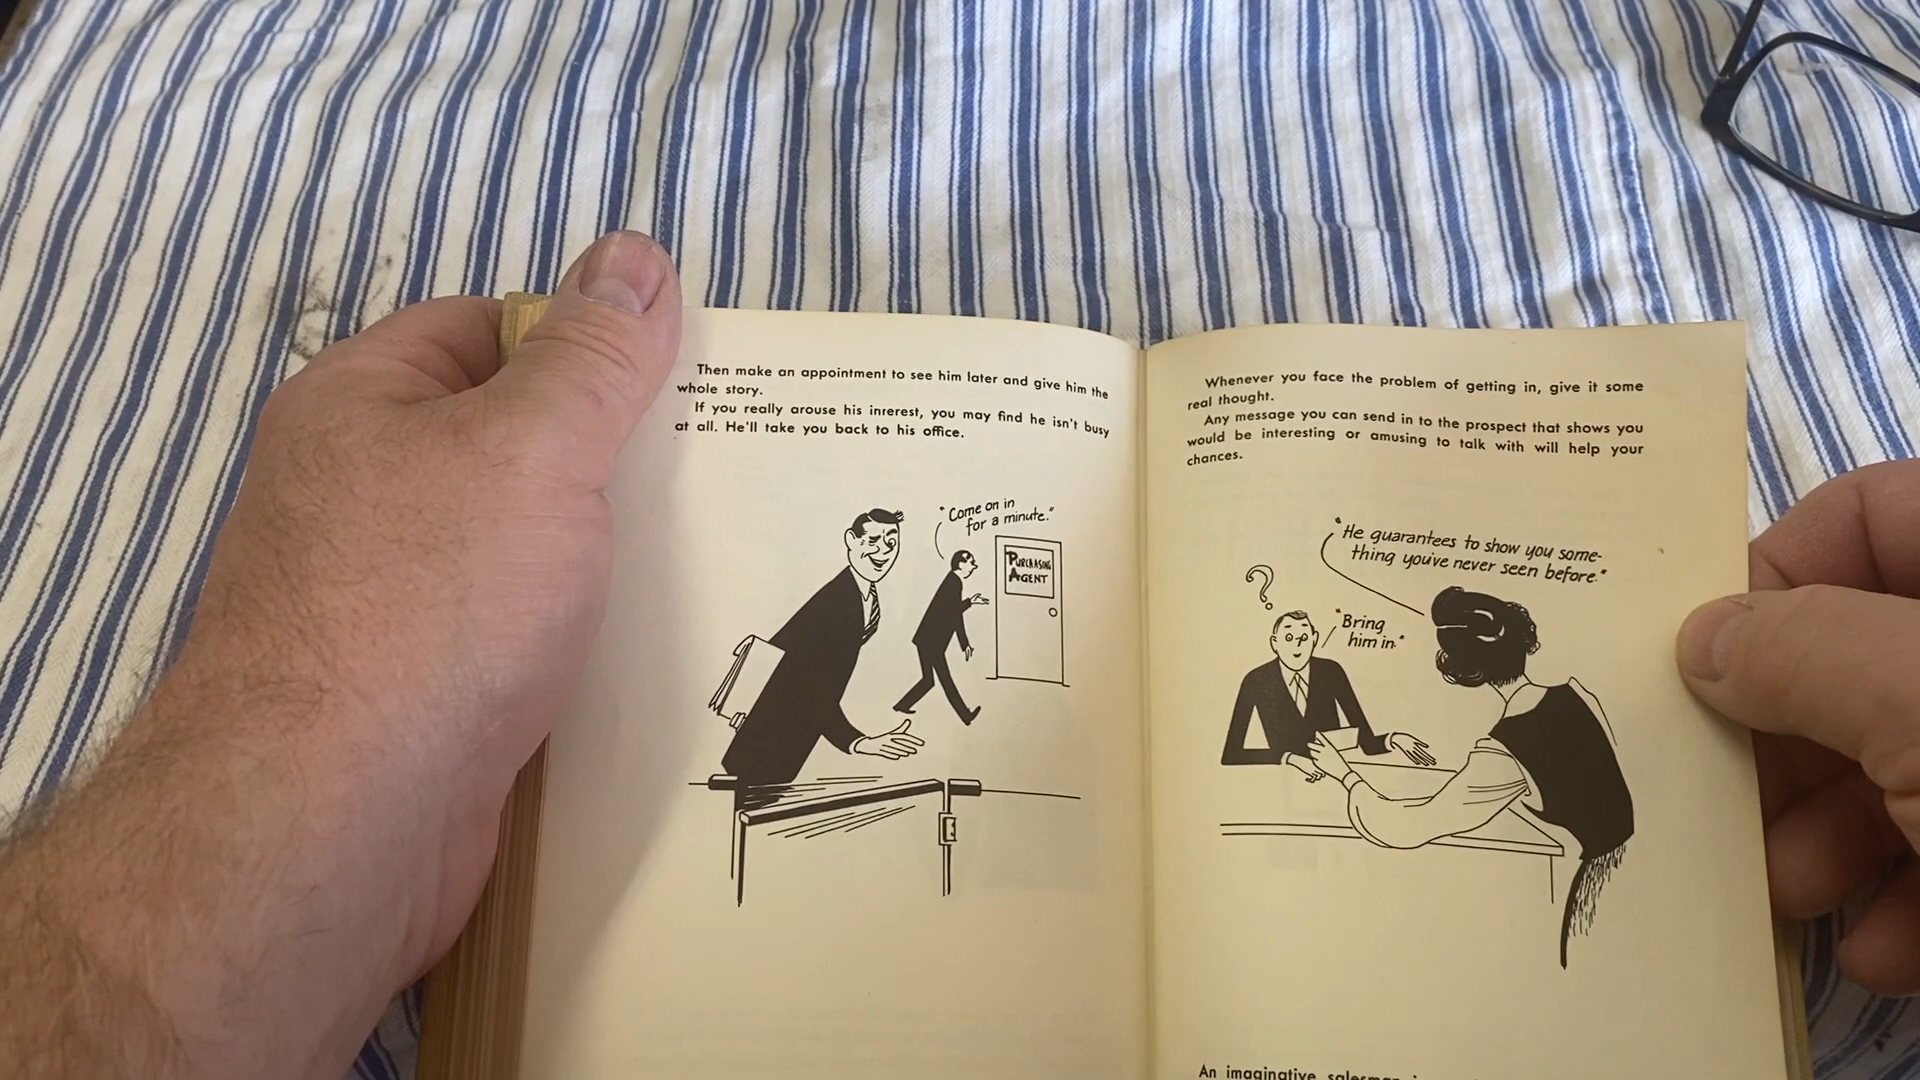 Then make an appointment to see him later and give him the
whole story.
If you really arouse his inrerest, you may find he isn't busy
at all. He'll take you back to his office.
"Come on in
for a minute."
PURCHASING
AGENT
Whenever you face the problem of getting in, give it some
real thought.
Any message you can send in to the prospect that shows you
would be interesting or amusing to talk with will help your
chances.
"He guarantees to show you some-
thing you've never seen before."
?
"Bring
him in."
An imaginative salesman